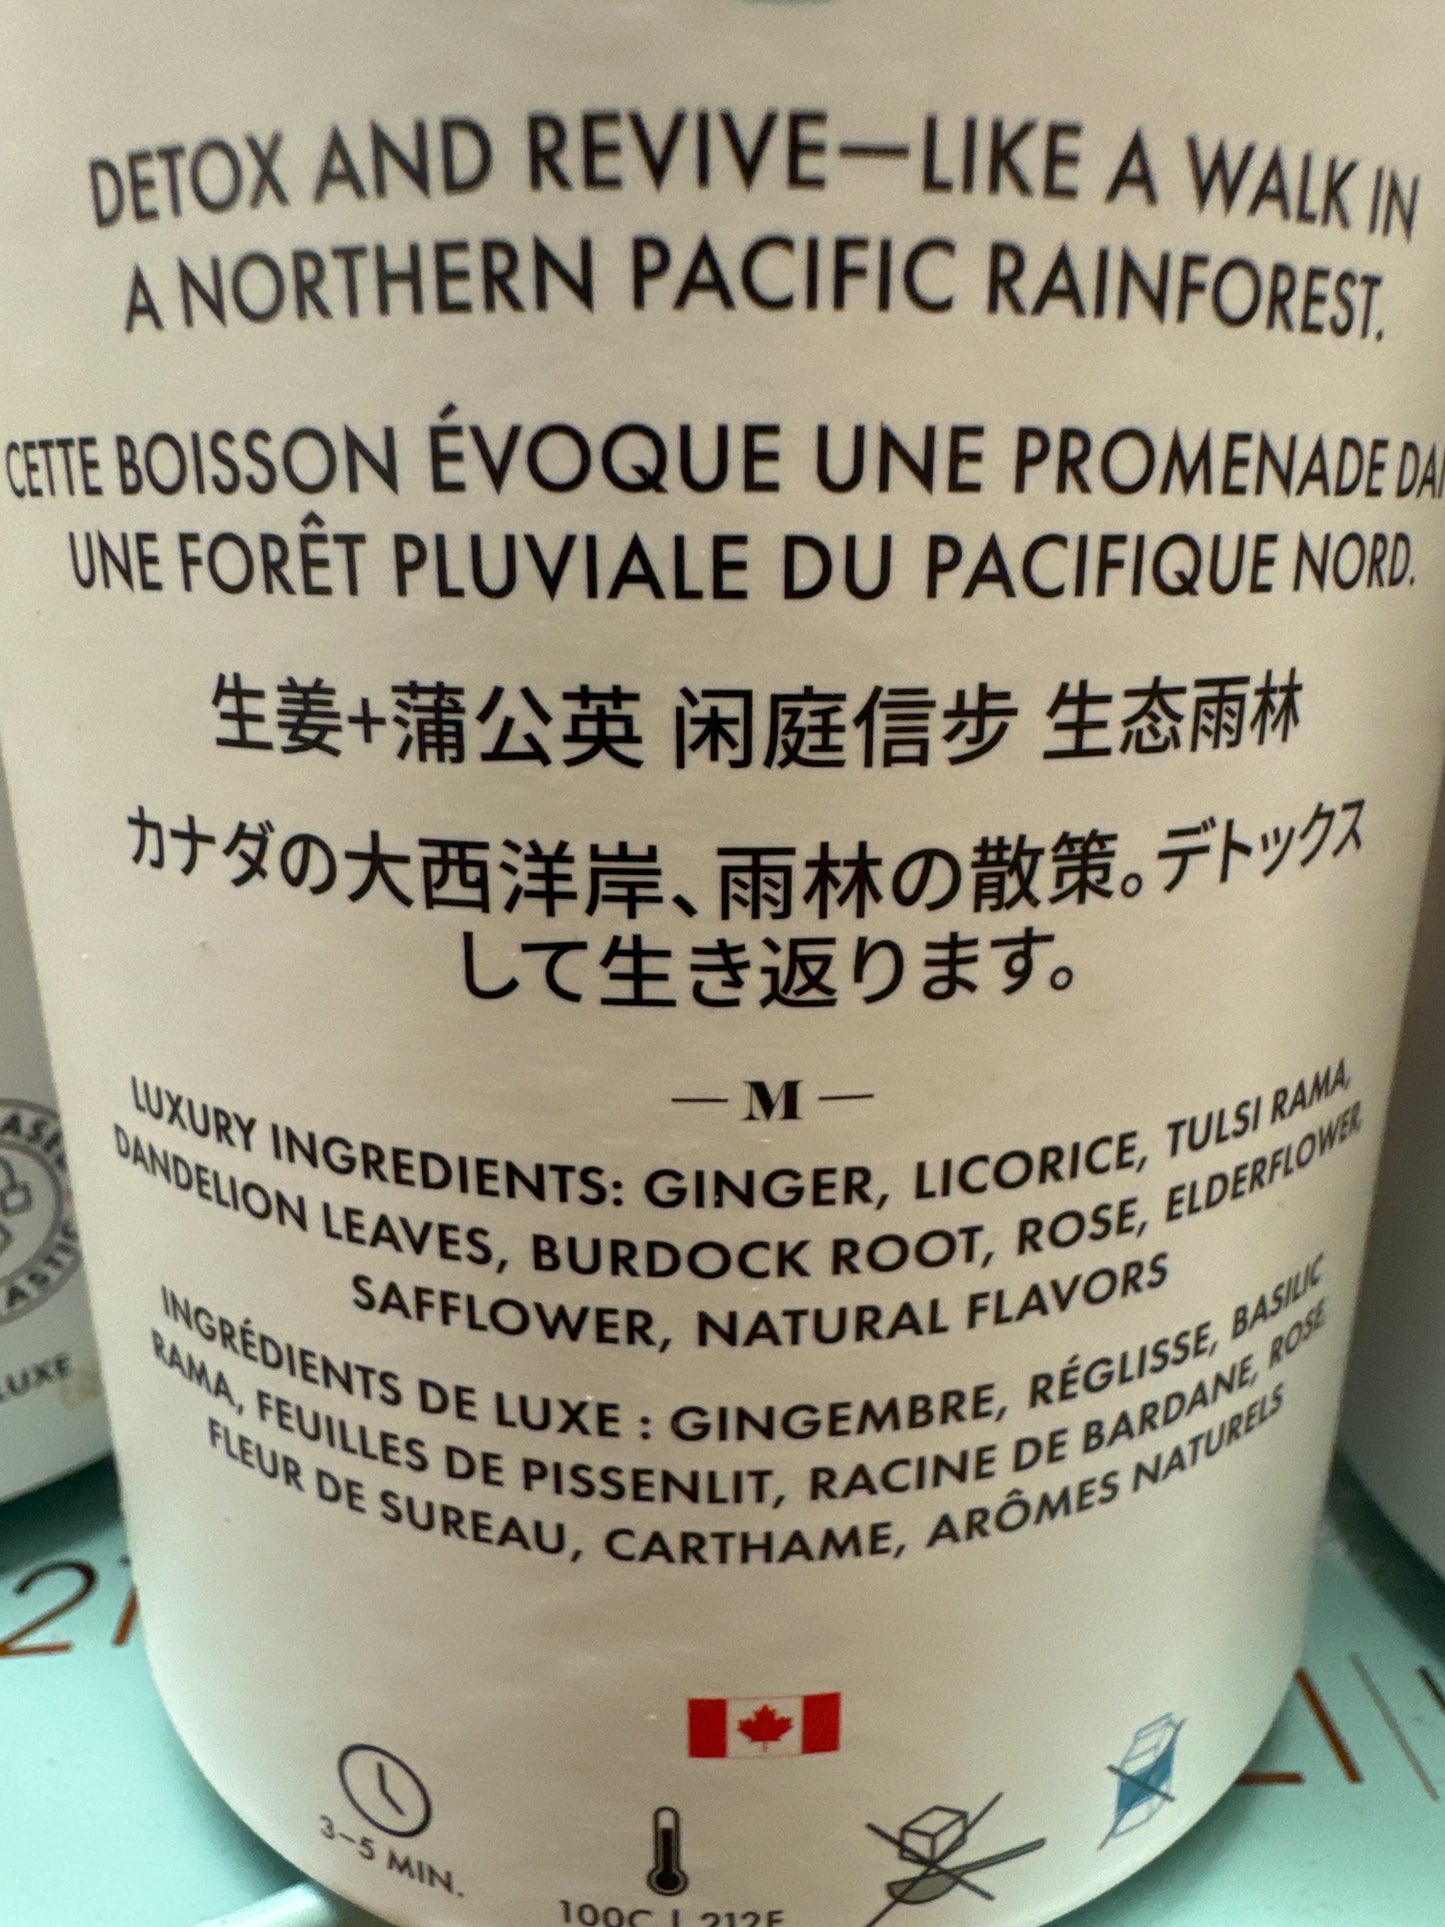 DETOX AND REVIVE—LIKE A WALK IN
A NORTHERN PACIFIC RAINFOREST.
CETTE BOISSON ÉVOQUE UNE PROMENADE
UNE FORÊT PLUVIALE DU PACIFIQUE NORD.
生姜+蒲公英 闲庭信步 生态雨林
カナダの大西洋岸、雨林の散策。デトックス
して生き返ります。
— M —
LUXURY INGREDIENTS: GINGER, LICORICE, TULSI RAMA,
DANDELION LEAVES, BURDOCK ROOT, ROSE, ELDERFLOWER,
SAFFLOWER, NATURAL FLAVORS
INGRÉDIENTS DE LUXE : GINGEMBRE, RÉGLISSE, BASILIC
RAMA, FEUILLES DE PISSENLIT, RACINE DE BARDANE, ROSE
FLEUR DE SUREAU, CARTHAME, ARÔMES NATURELS
3–5 MIN.
100C | 212F